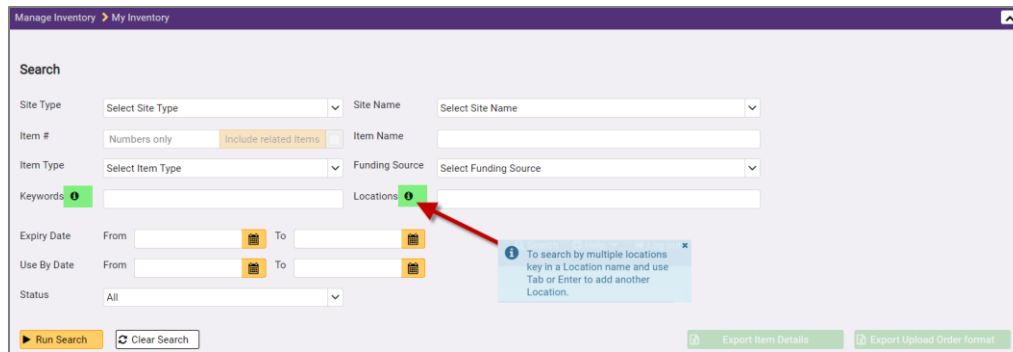 Manage Inventory > My Inventory
Search
Site Type Select Site Type Site Name Select Site Name
Item # Numbers only Include related Items Item Name
Item Type Select Item Type Funding Source Select Funding Source
Keywords Locations
Expiry Date From To
Use By Date From To
To search by multiple locations
key in a Location name and use
Tab or Enter to add another
Location.
Status All
Run Search Clear Search Export Item Details Export Upload Order format